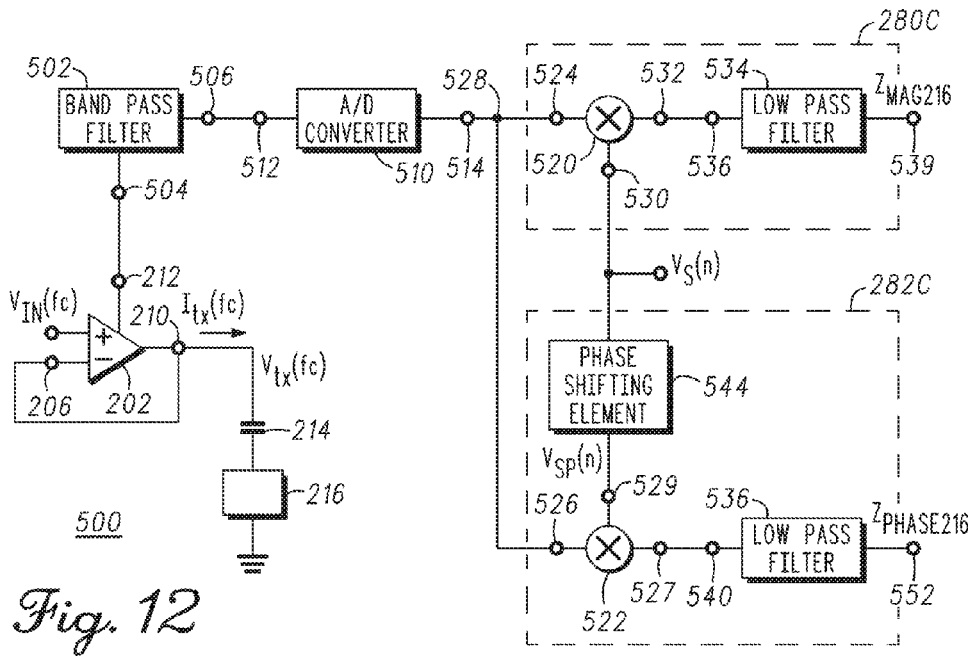 280C
502
BAND PASS
FILTER
506
512
A/D
CONVERTER
510
528
514
524
532
534
LOW PASS
FILTER
Z_MAG216
520
536
539
530
504
212
V_IN(fc)
210
I_tx(fc)
+
−
206
202
V_tx(fc)
214
216
V_S(n)
282C
PHASE
SHIFTING
ELEMENT
544
V_SP(n)
529
526
536
LOW PASS
FILTER
Z_PHASE216
522
527
540
552
500
Fig. 12